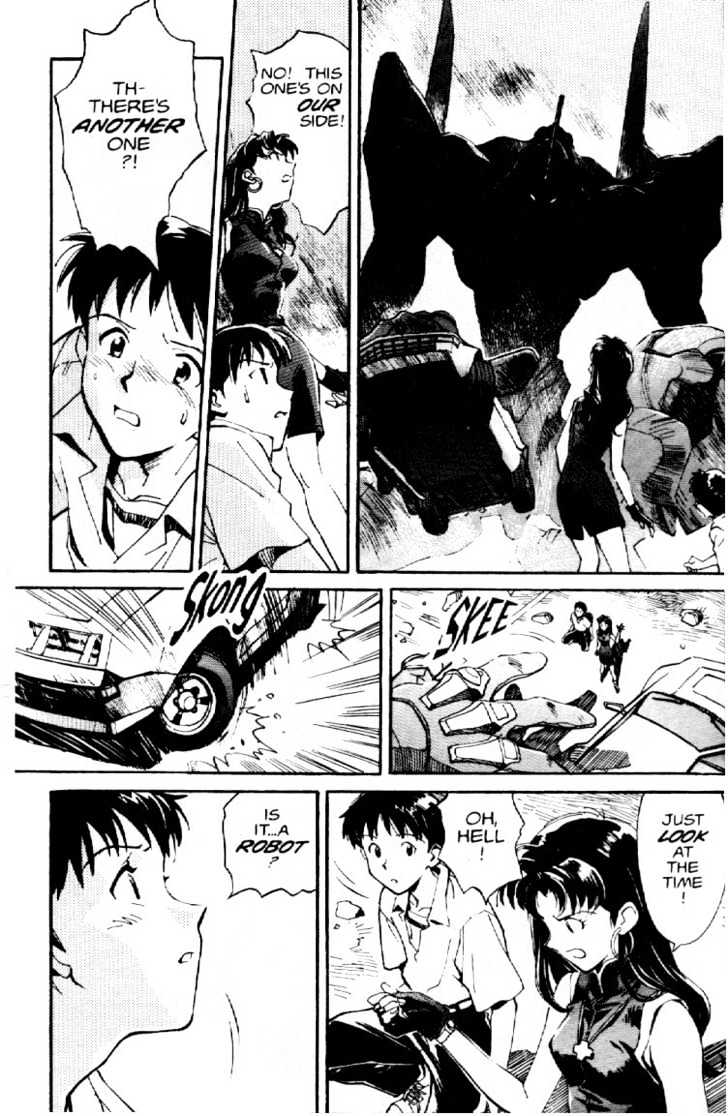 TH-
THERE'S
ANOTHER
ONE
?!
NO! THIS
ONE'S ON
OUR
SIDE!
SKONG
SKEE
IS
IT...A
ROBOT
?
OH,
HELL
!
JUST
LOOK
AT
THE
TIME
!